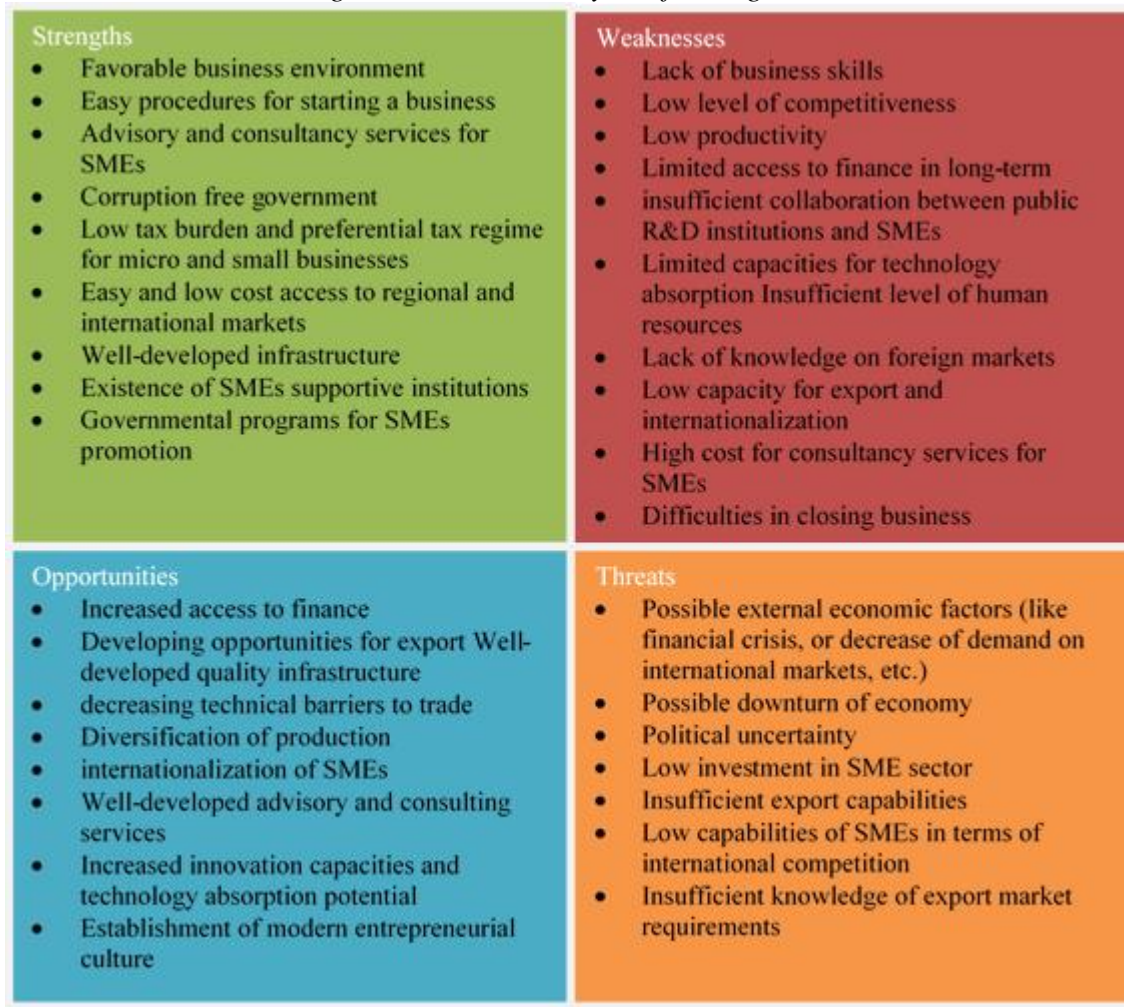 Strengths
• Favorable business environment
• Easy procedures for starting a business
• Advisory and consultancy services for
SMEs
• Corruption free government
• Low tax burden and preferential tax regime
for micro and small businesses
• Easy and low cost access to regional and
international markets
• Well-developed infrastructure
• Existence of SMEs supportive institutions
• Governmental programs for SMEs
promotion
Weaknesses
• Lack of business skills
• Low level of competitiveness
• Low productivity
• Limited access to finance in long-term
• insufficient collaboration between public
R&D institutions and SMEs
• Limited capacities for technology
absorption Insufficient level of human
resources
• Lack of knowledge on foreign markets
• Low capacity for export and
internationalization
• High cost for consultancy services for
SMEs
• Difficulties in closing business
Opportunities
• Increased access to finance
• Developing opportunities for export Well-
developed quality infrastructure
• decreasing technical barriers to trade
• Diversification of production
• internationalization of SMEs
• Well-developed advisory and consulting
services
• Increased innovation capacities and
technology absorption potential
• Establishment of modern entrepreneurial
culture
Threats
• Possible external economic factors (like
financial crisis, or decrease of demand on
international markets, etc.)
• Possible downturn of economy
• Political uncertainty
• Low investment in SME sector
• Insufficient export capabilities
• Low capabilities of SMEs in terms of
international competition
• Insufficient knowledge of export market
requirements